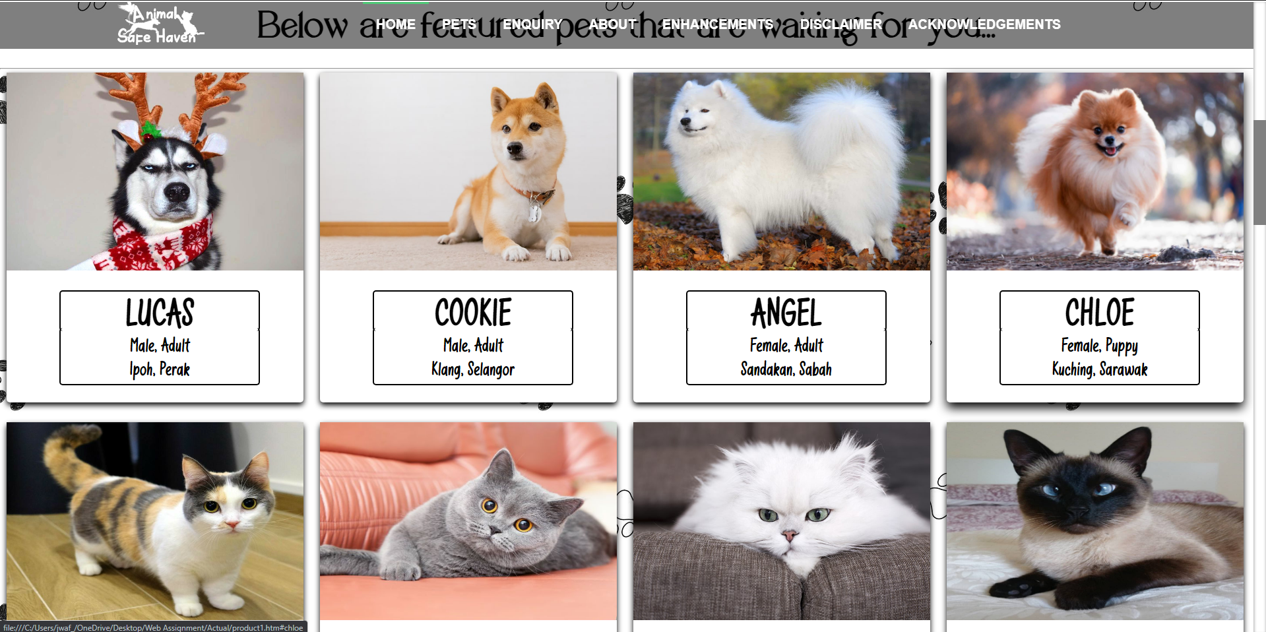 Animal
Safe Haven
HOME PETS ENQUIRY ABOUT ENHANCEMENTS DISCLAIMER ACKNOWLEDGEMENTS
Below are featured pets that are waiting for you...
LUCAS
Male, Adult
Ipoh, Perak
COOKIE
Male, Adult
Klang, Selangor
ANGEL
Female, Adult
Sandakan, Sabah
CHLOE
Female, Puppy
Kuching, Sarawak
file:///C:/Users/jwaf_/OneDrive/Desktop/Web Assignment/Actual/product1.htm#chloe